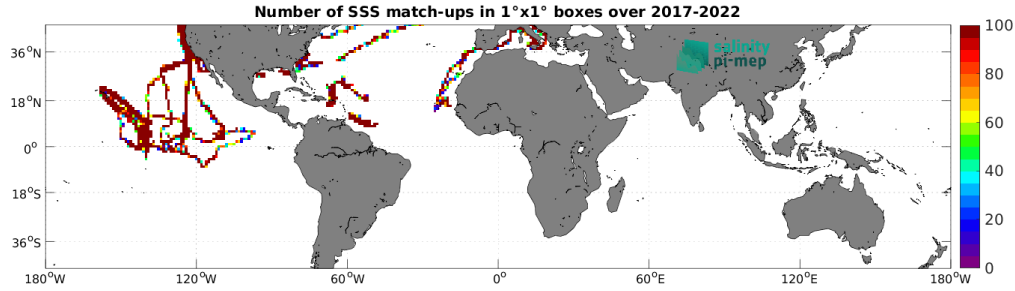 Number of SSS match-ups in 1°x1° boxes over 2017-2022
36°N
18°N
0°
18°S
36°S
180°W
120°W
60°W
0°
60°E
120°E
180°W
100
80
60
40
20
0
salinity
pi-mep